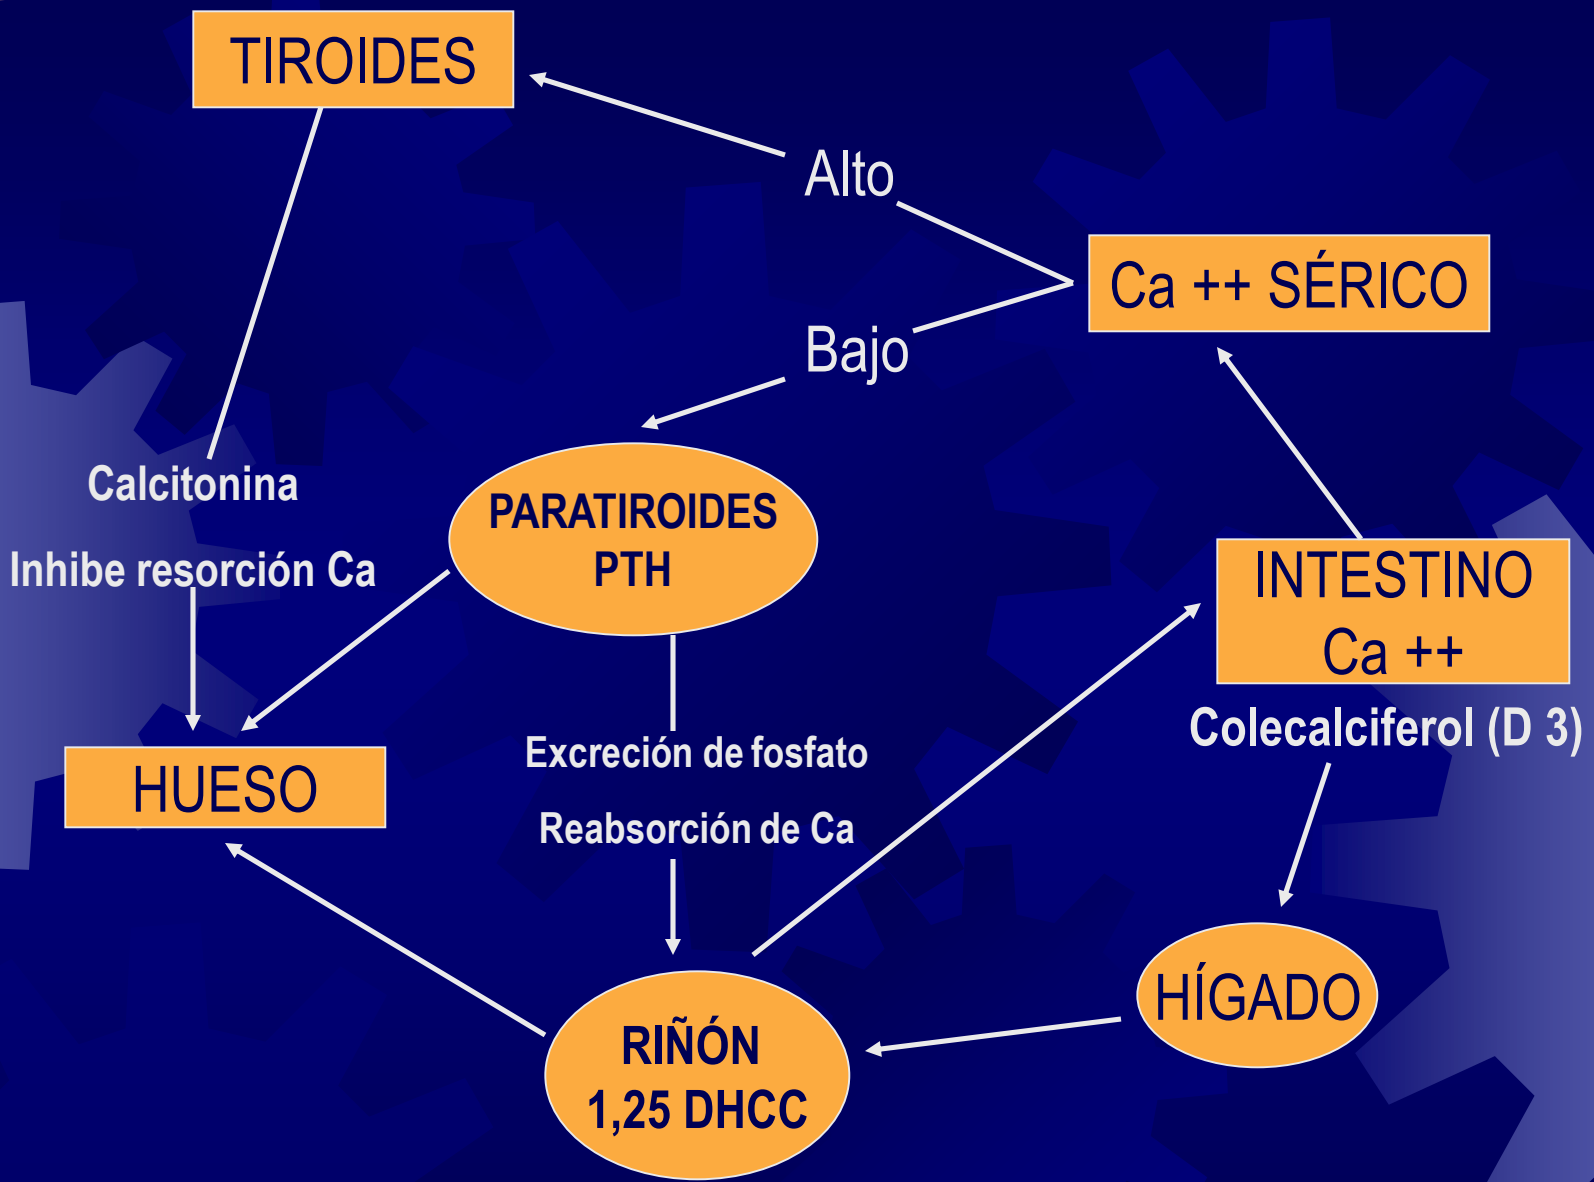 TIROIDES
Alto
Ca ++ SÉRICO
Bajo
Calcitonina
Inhibe resorción Ca
PARATIROIDES
PTH
INTESTINO
Ca ++
Colecalciferol (D 3)
Excreción de fosfato
Reabsorción de Ca
HUESO
HÍGADO
RIÑÓN
1,25 DHCC